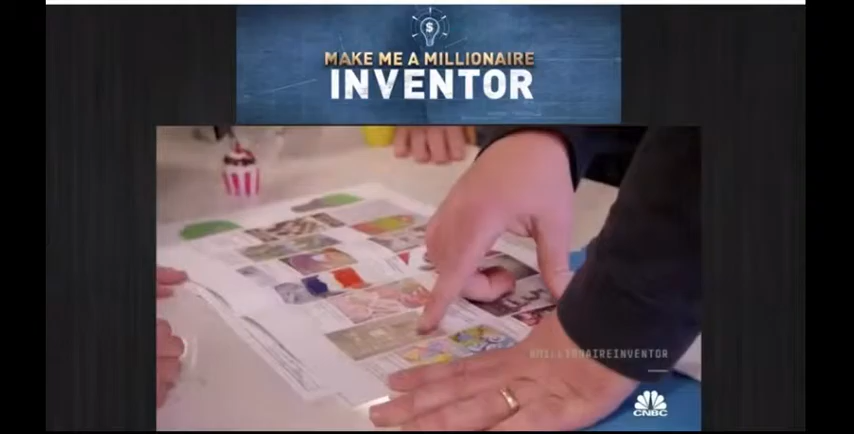 $
MAKE ME A MILLIONAIRE
INVENTOR
#MILLIONAIREINVENTOR
CNBC